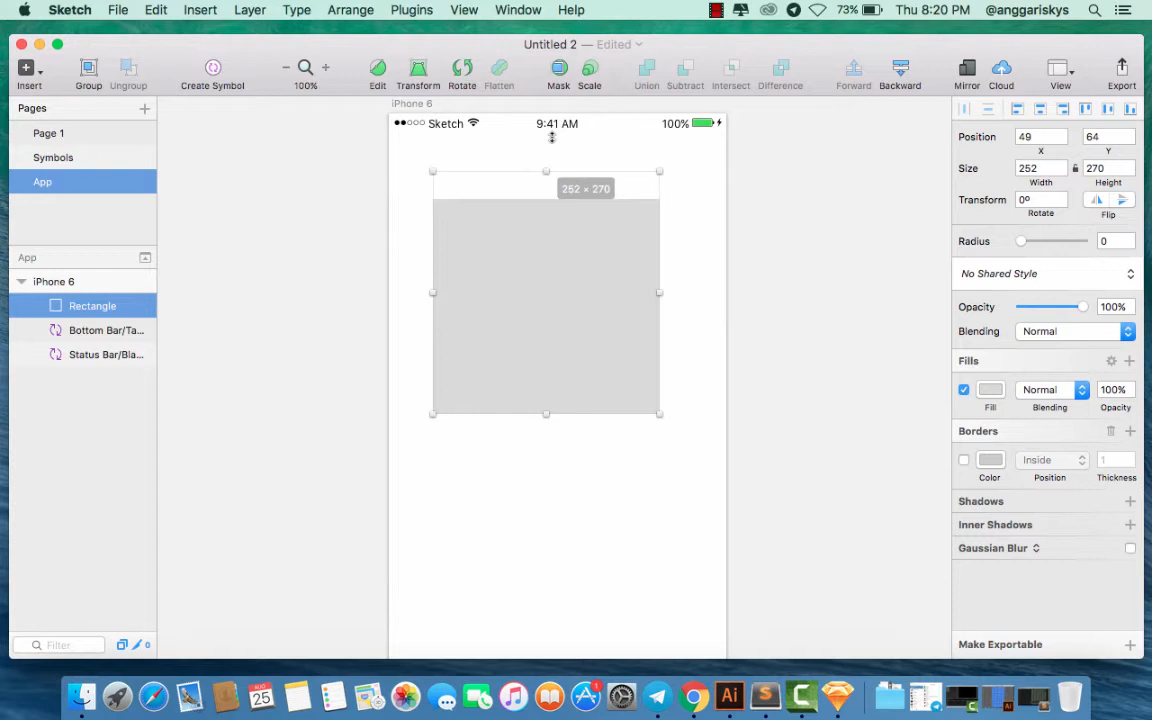 Sketch File Edit Insert Layer Type Arrange Plugins View Window Help 73% Thu 8:20 PM @anggariskys
Untitled 2 — Edited
Insert Group Ungroup Create Symbol 100% Edit Transform Rotate Flatten Mask Scale Union Subtract Intersect Difference Forward Backward Mirror Cloud View Export
Pages
Page 1
Symbols
App
App
iPhone 6
Rectangle
Bottom Bar/Ta...
Status Bar/Bla...
Filter
0
iPhone 6
Sketch 9:41 AM 100%
252 × 270
Position 49 64
X Y
Size 252 270
Width Height
Transform 0º
Rotate Flip
Radius 0
No Shared Style
Opacity 100%
Blending Normal
Fills
Normal 100%
Fill Blending Opacity
Borders
Inside 1
Color Position Thickness
Shadows
Inner Shadows
Gaussian Blur
Make Exportable
AUG
25
1
Ai
S
C